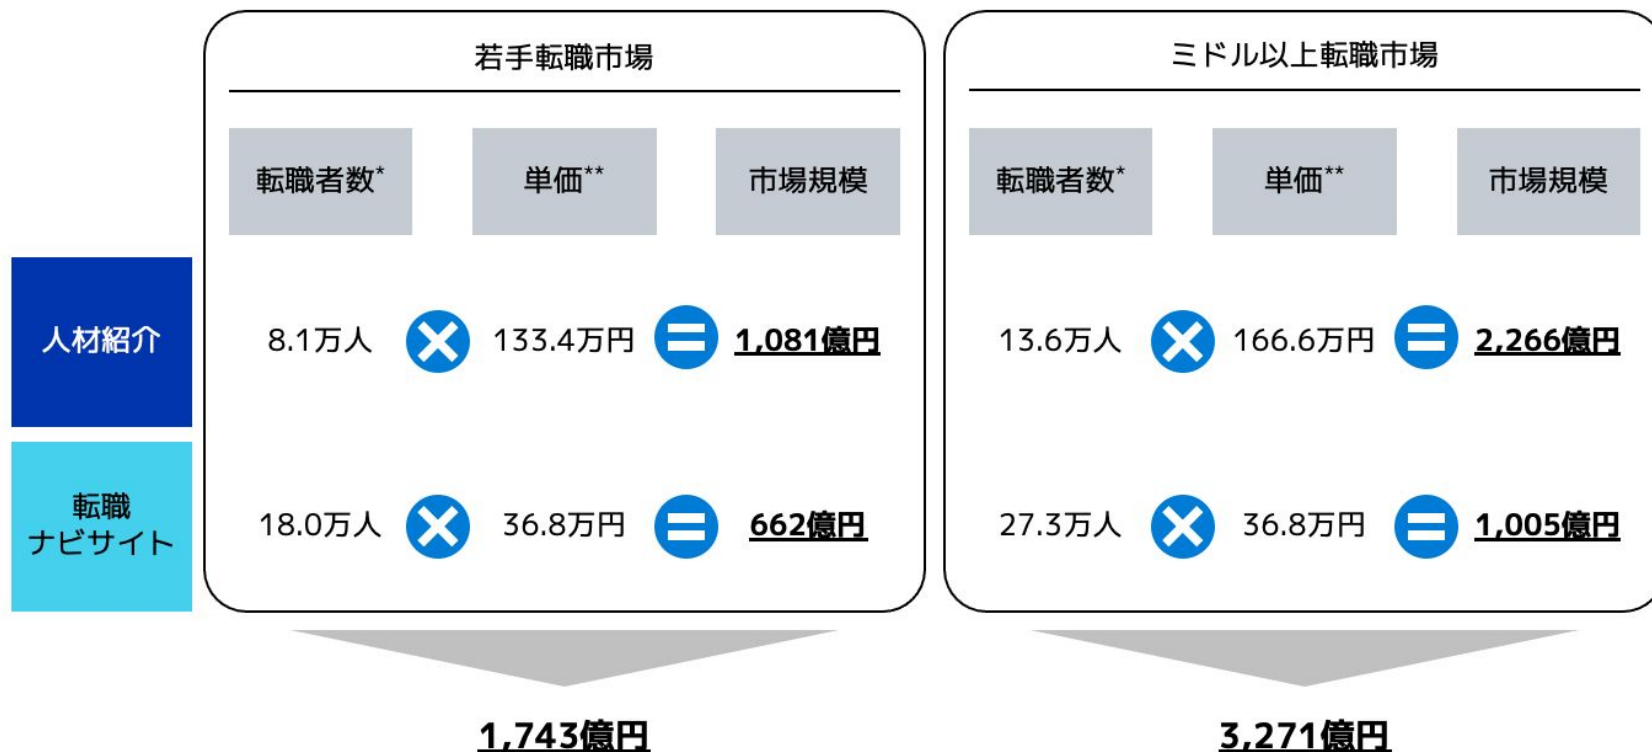 若手転職市場
転職者数* 単価** 市場規模
ミドル以上転職市場
転職者数* 単価** 市場規模
人材紹介
8.1万人 × 133.4万円 = 1,081億円
13.6万人 × 166.6万円 = 2,266億円
転職
ナビサイト
18.0万人 × 36.8万円 = 662億円
27.3万人 × 36.8万円 = 1,005億円
1,743億円
3,271億円